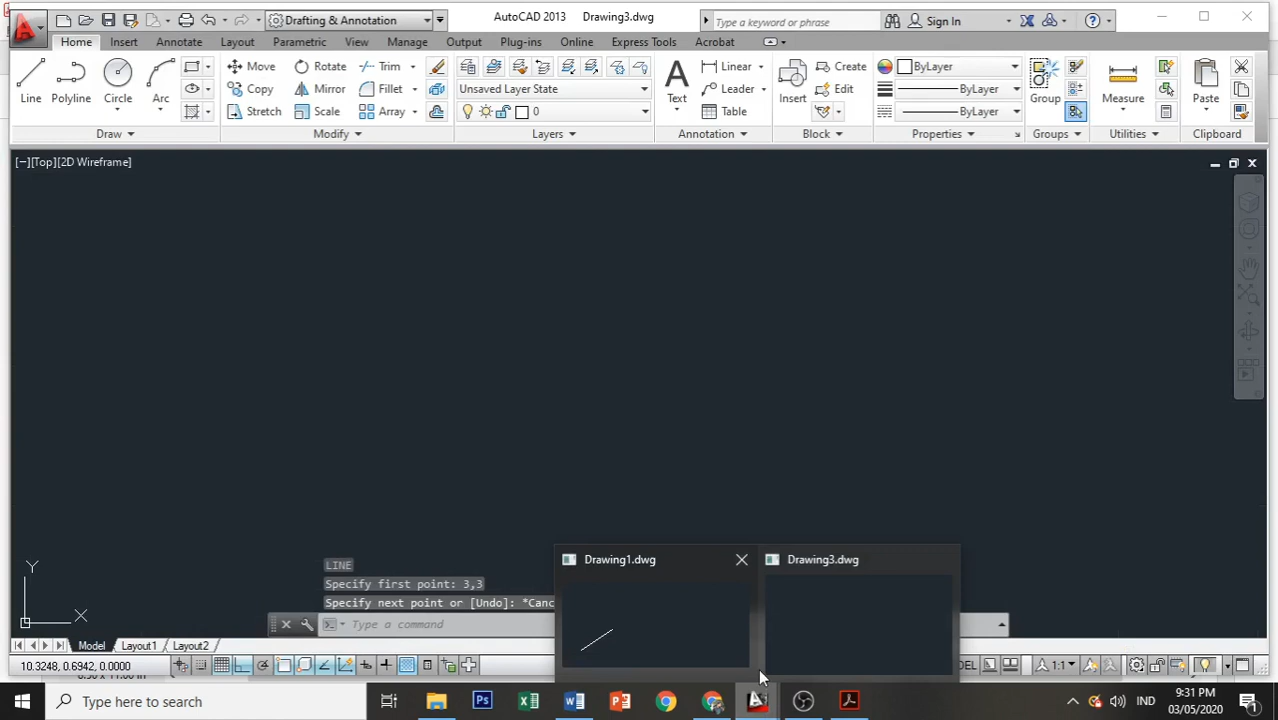 Drafting & Annotation
AutoCAD 2013 Drawing3.dwg
Type a keyword or phrase
Sign In
Home Insert Annotate Layout Parametric View Manage Output Plug-ins Online Express Tools Acrobat
Line Polyline Circle Arc
Move Rotate Trim
Copy Mirror Fillet
Stretch Scale Array
Unsaved Layer State
0
Text
Linear
Leader
Table
Insert
Create
Edit
ByLayer
ByLayer
ByLayer
Group
Measure
Paste
Draw Modify Layers Annotation Block Properties Groups Utilities Clipboard
[−][Top][2D Wireframe]
Y
X
LINE
Specify first point: 3,3
Specify next point or [Undo]: *Canc
Type a command
Drawing1.dwg
Drawing3.dwg
Model Layout1 Layout2
10.3248, 0.6942, 0.0000
1:1
Type here to search
Ps
IND
9:31 PM
03/05/2020
1